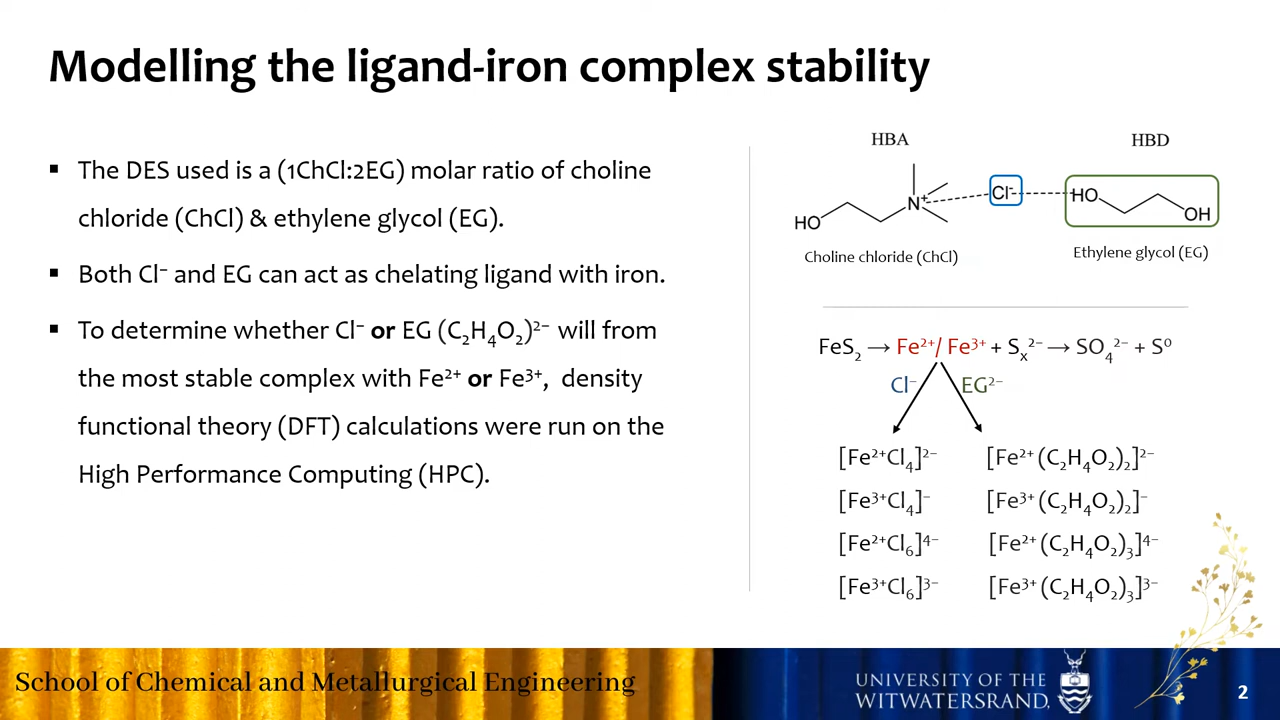 Modelling the ligand-iron complex stability
▪ The DES used is a (1ChCl:2EG) molar ratio of choline
chloride (ChCl) & ethylene glycol (EG).
▪ Both Cl⁻ and EG can act as chelating ligand with iron.
▪ To determine whether Cl⁻ or EG (C₂H₄O₂)²⁻ will from
the most stable complex with Fe²⁺ or Fe³⁺, density
functional theory (DFT) calculations were run on the
High Performance Computing (HPC).
HBA HBD
HO N⁺ Cl⁻ HO OH
Choline chloride (ChCl) Ethylene glycol (EG)
FeS₂ → Fe²⁺/ Fe³⁺ + Sₓ²⁻ → SO₄²⁻ + S⁰
Cl⁻ EG²⁻
[Fe²⁺Cl₄]²⁻ [Fe²⁺(C₂H₄O₂)₂]²⁻
[Fe³⁺Cl₄]⁻ [Fe³⁺(C₂H₄O₂)₂]⁻
[Fe²⁺Cl₆]⁴⁻ [Fe²⁺(C₂H₄O₂)₃]⁴⁻
[Fe³⁺Cl₆]³⁻ [Fe³⁺(C₂H₄O₂)₃]³⁻
School of Chemical and Metallurgical Engineering
UNIVERSITY OF THE
WITWATERSRAND,
2